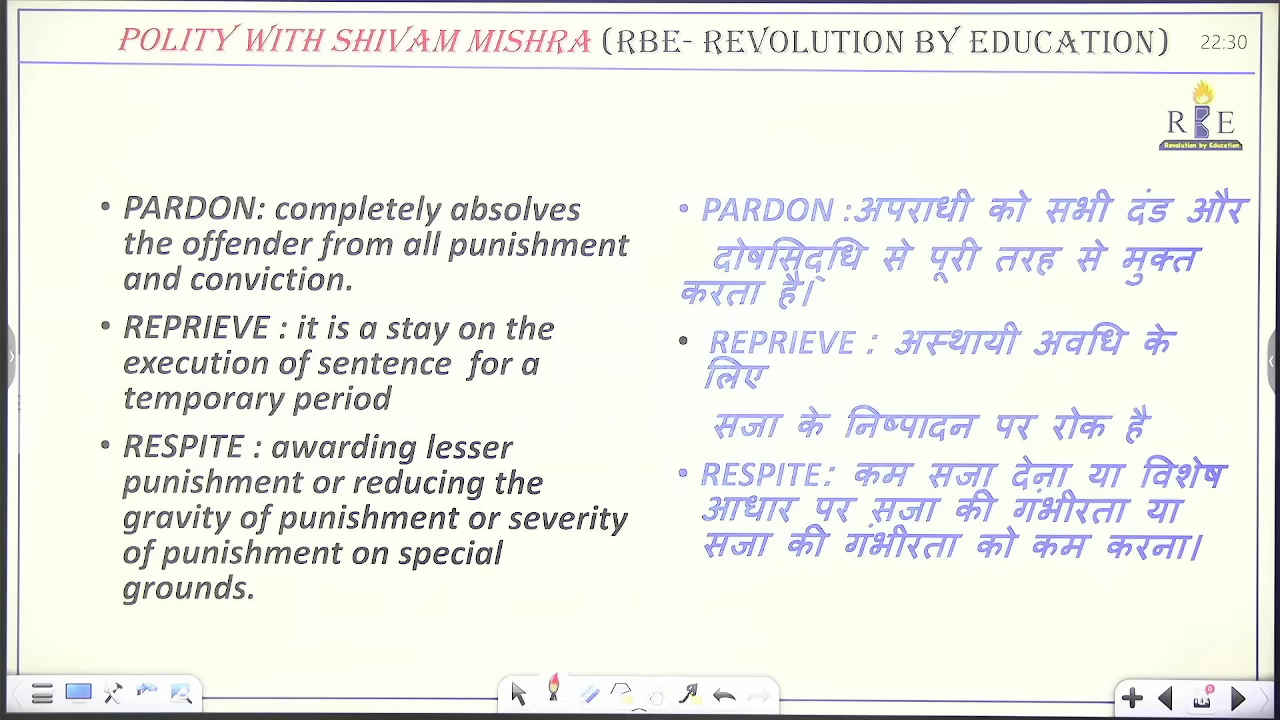 POLITY WITH SHIVAM MISHRA (RBE- REVOLUTION BY EDUCATION)
22:30
R B E
Revolution by Education
• PARDON: completely absolves
the offender from all punishment
and conviction.
• REPRIEVE : it is a stay on the
execution of sentence for a
temporary period
• RESPITE : awarding lesser
punishment or reducing the
gravity of punishment or severity
of punishment on special
grounds.
• PARDON :अपराधी को सभी दंड और
दोषसिद्धि से पूरी तरह से मुक्त
करता है।
• REPRIEVE : अस्थायी अवधि के
लिए
सजा के निष्पादन पर रोक है
• RESPITE: कम सजा देना या विशेष
आधार पर सजा की गंभीरता या
सजा की गंभीरता को कम करना।